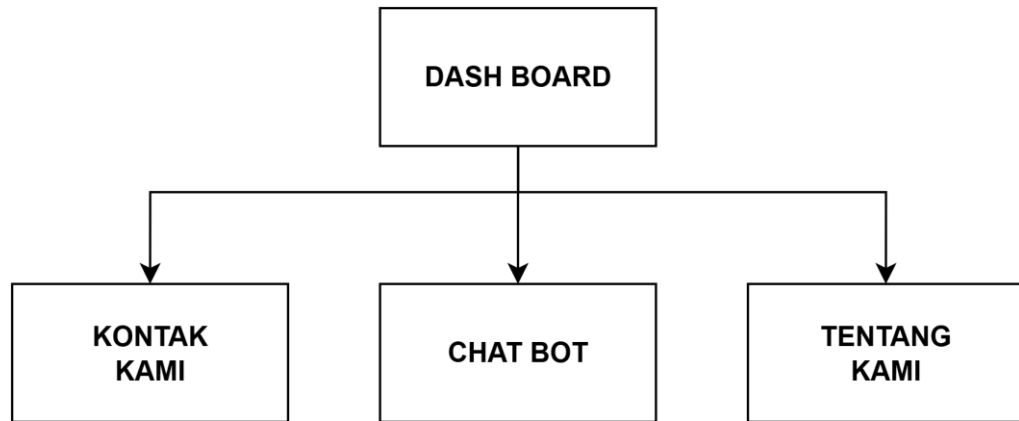 DASH BOARD
KONTAK
KAMI
CHAT BOT
TENTANG
KAMI